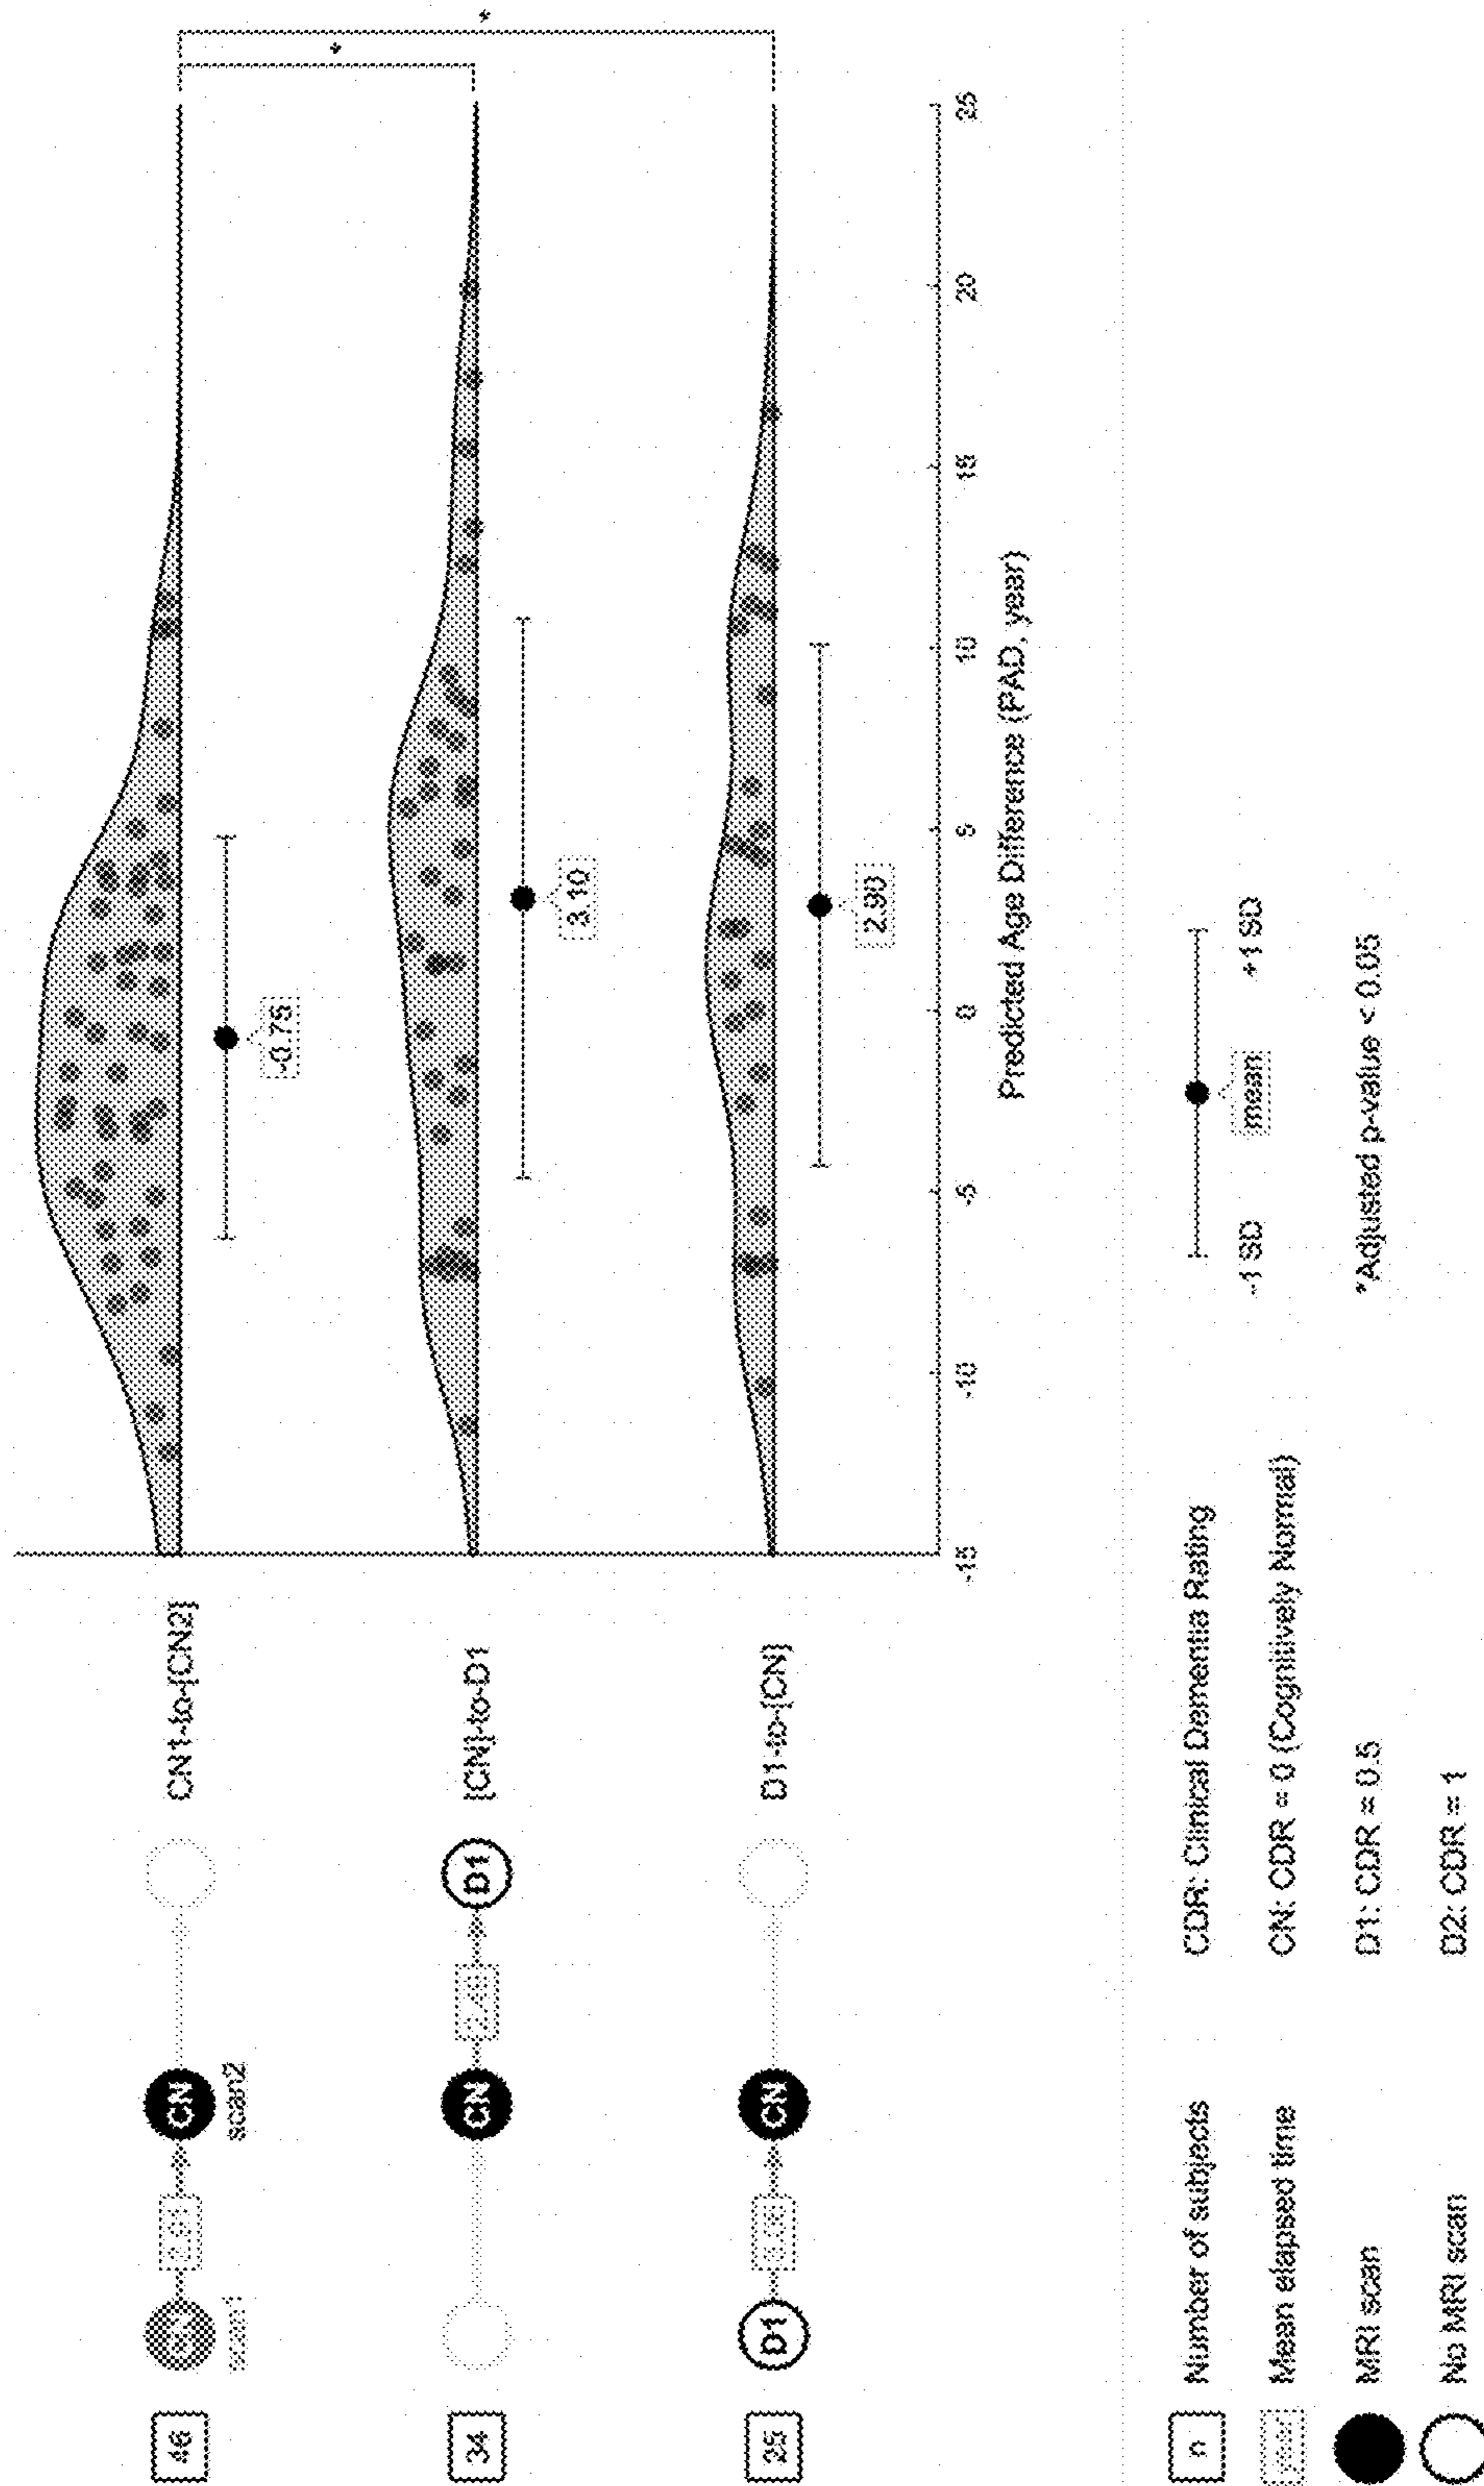 46
CN
scan1
CN
scan2
CN1-to-[CN2]
*
*
-0.75
34
CN
D1
[CN]-to-D1
3.10
D1
CN
D1-to-[CN]
2.90
-15 -10 -5 0 5 10 15 20 25
Predicted Age Difference (PAD, year)
n Number of subjects
year Mean elapsed time
MRI scan
No MRI scan
CDR: Clinical Dementia Rating
CN: CDR = 0 (Cognitively Normal)
D1: CDR = 0.5
D2: CDR = 1
mean
-1 SD +1 SD
*Adjusted p-value < 0.05